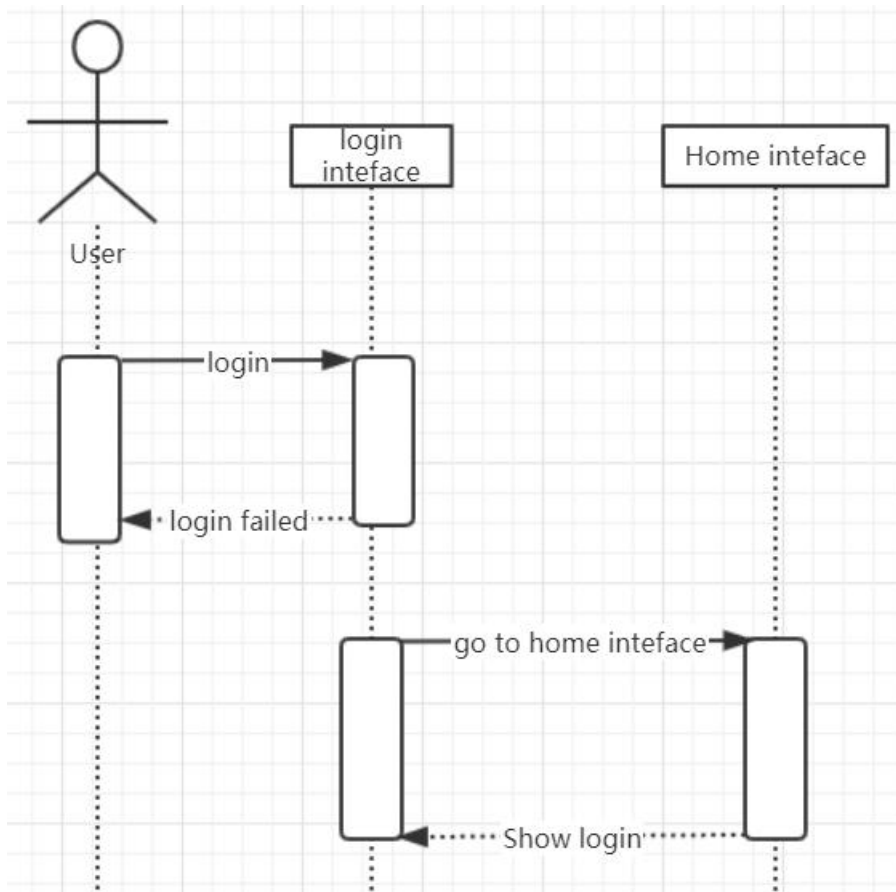 login
inteface
Home inteface
User
login
login failed
go to home inteface
Show login